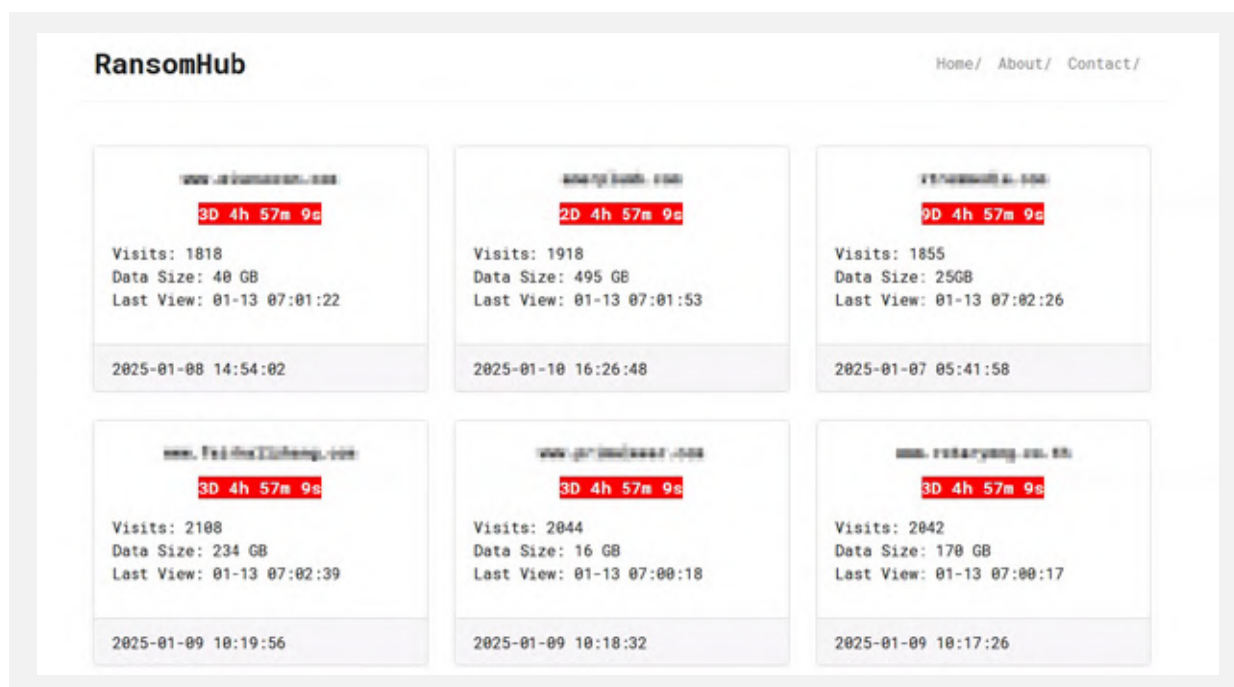 RansomHub
Home/ About/ Contact/
3D 4h 57m 9s
Visits: 1818
Data Size: 40 GB
Last View: 01-13 07:01:22
2025-01-08 14:54:02
2D 4h 57m 9s
Visits: 1918
Data Size: 495 GB
Last View: 01-13 07:01:53
2025-01-10 16:26:48
9D 4h 57m 9s
Visits: 1855
Data Size: 25GB
Last View: 01-13 07:02:26
2025-01-07 05:41:58
3D 4h 57m 9s
Visits: 2108
Data Size: 234 GB
Last View: 01-13 07:02:39
2025-01-09 10:19:56
3D 4h 57m 9s
Visits: 2044
Data Size: 16 GB
Last View: 01-13 07:00:18
2025-01-09 10:18:32
3D 4h 57m 9s
Visits: 2042
Data Size: 170 GB
Last View: 01-13 07:00:17
2025-01-09 10:17:26